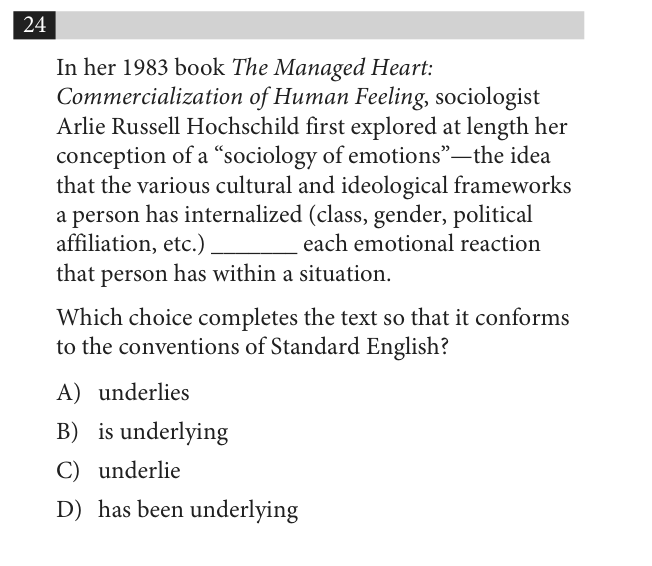 24
In her 1983 book The Managed Heart:
Commercialization of Human Feeling, sociologist
Arlie Russell Hochschild first explored at length her
conception of a “sociology of emotions”—the idea
that the various cultural and ideological frameworks
a person has internalized (class, gender, political
affiliation, etc.) _______ each emotional reaction
that person has within a situation.
Which choice completes the text so that it conforms
to the conventions of Standard English?
A) underlies
B) is underlying
C) underlie
D) has been underlying